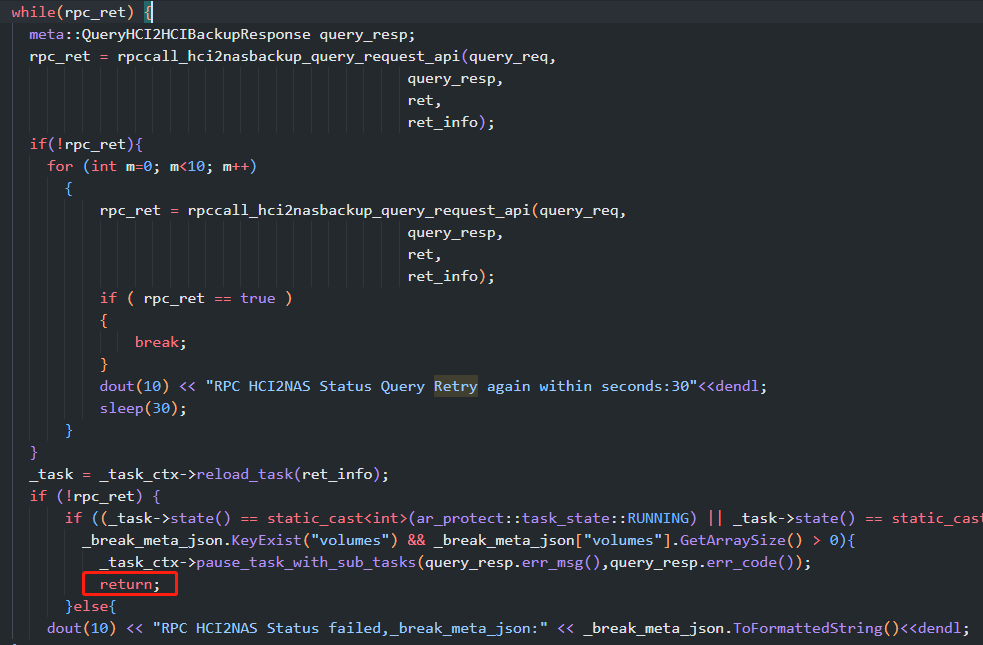 while(rpc_ret) {
meta::QueryHCI2HCIBackupResponse query_resp;
rpc_ret = rpccall_hci2nasbackup_query_request_api(query_req,
query_resp,
ret,
ret_info);
if(!rpc_ret){
for (int m=0; m<10; m++)
{
rpc_ret = rpccall_hci2nasbackup_query_request_api(query_req,
query_resp,
ret,
ret_info);
if ( rpc_ret == true )
{
break;
}
dout(10) << "RPC HCI2NAS Status Query Retry again within seconds:30"<<dendl;
sleep(30);
}
}
_task = _task_ctx->reload_task(ret_info);
if (!rpc_ret) {
if ((_task->state() == static_cast<int>(ar_protect::task_state::RUNNING) || _task->state() == static_cast
_break_meta_json.KeyExist("volumes") && _break_meta_json["volumes"].GetArraySize() > 0){
_task_ctx->pause_task_with_sub_tasks(query_resp.err_msg(),query_resp.err_code());
return;
}else{
dout(10) << "RPC HCI2NAS Status failed,_break_meta_json:" << _break_meta_json.ToFormattedString()<<dendl;